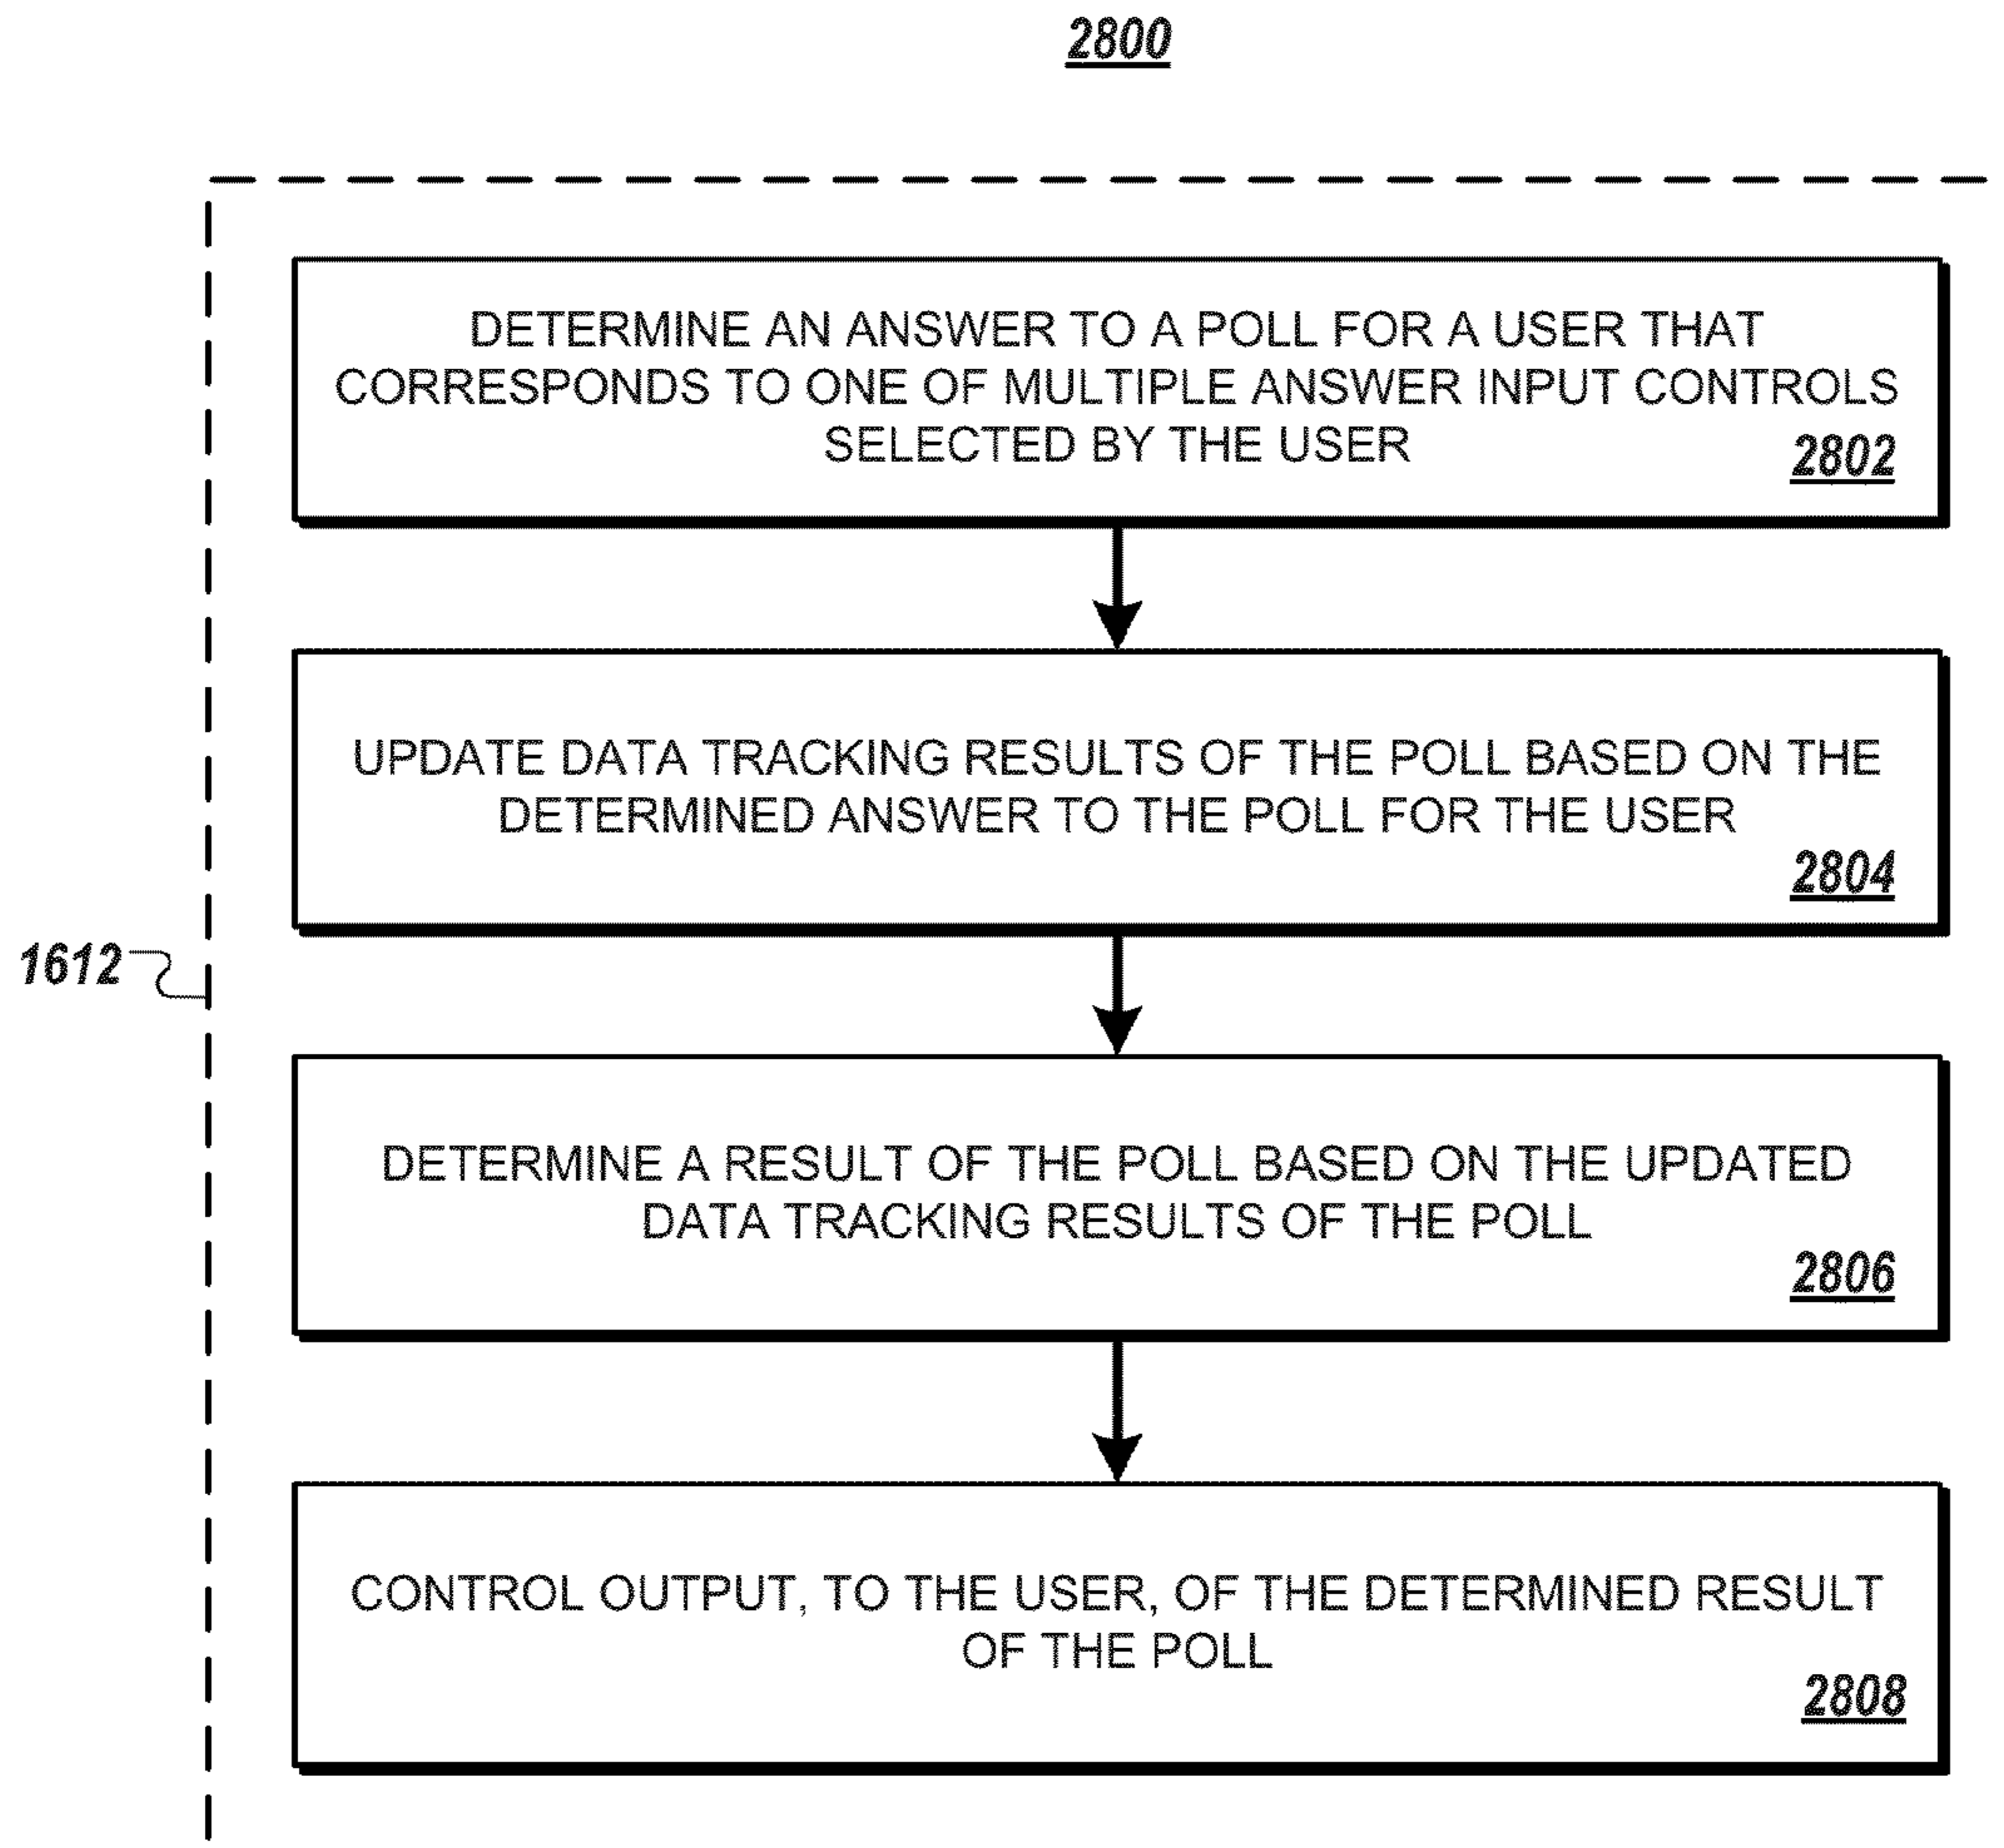 2800
DETERMINE AN ANSWER TO A POLL FOR A USER THAT
CORRESPONDS TO ONE OF MULTIPLE ANSWER INPUT CONTROLS
SELECTED BY THE USER
2802
UPDATE DATA TRACKING RESULTS OF THE POLL BASED ON THE
DETERMINED ANSWER TO THE POLL FOR THE USER
2804
1612
DETERMINE A RESULT OF THE POLL BASED ON THE UPDATED
DATA TRACKING RESULTS OF THE POLL
2806
CONTROL OUTPUT, TO THE USER, OF THE DETERMINED RESULT
OF THE POLL
2808